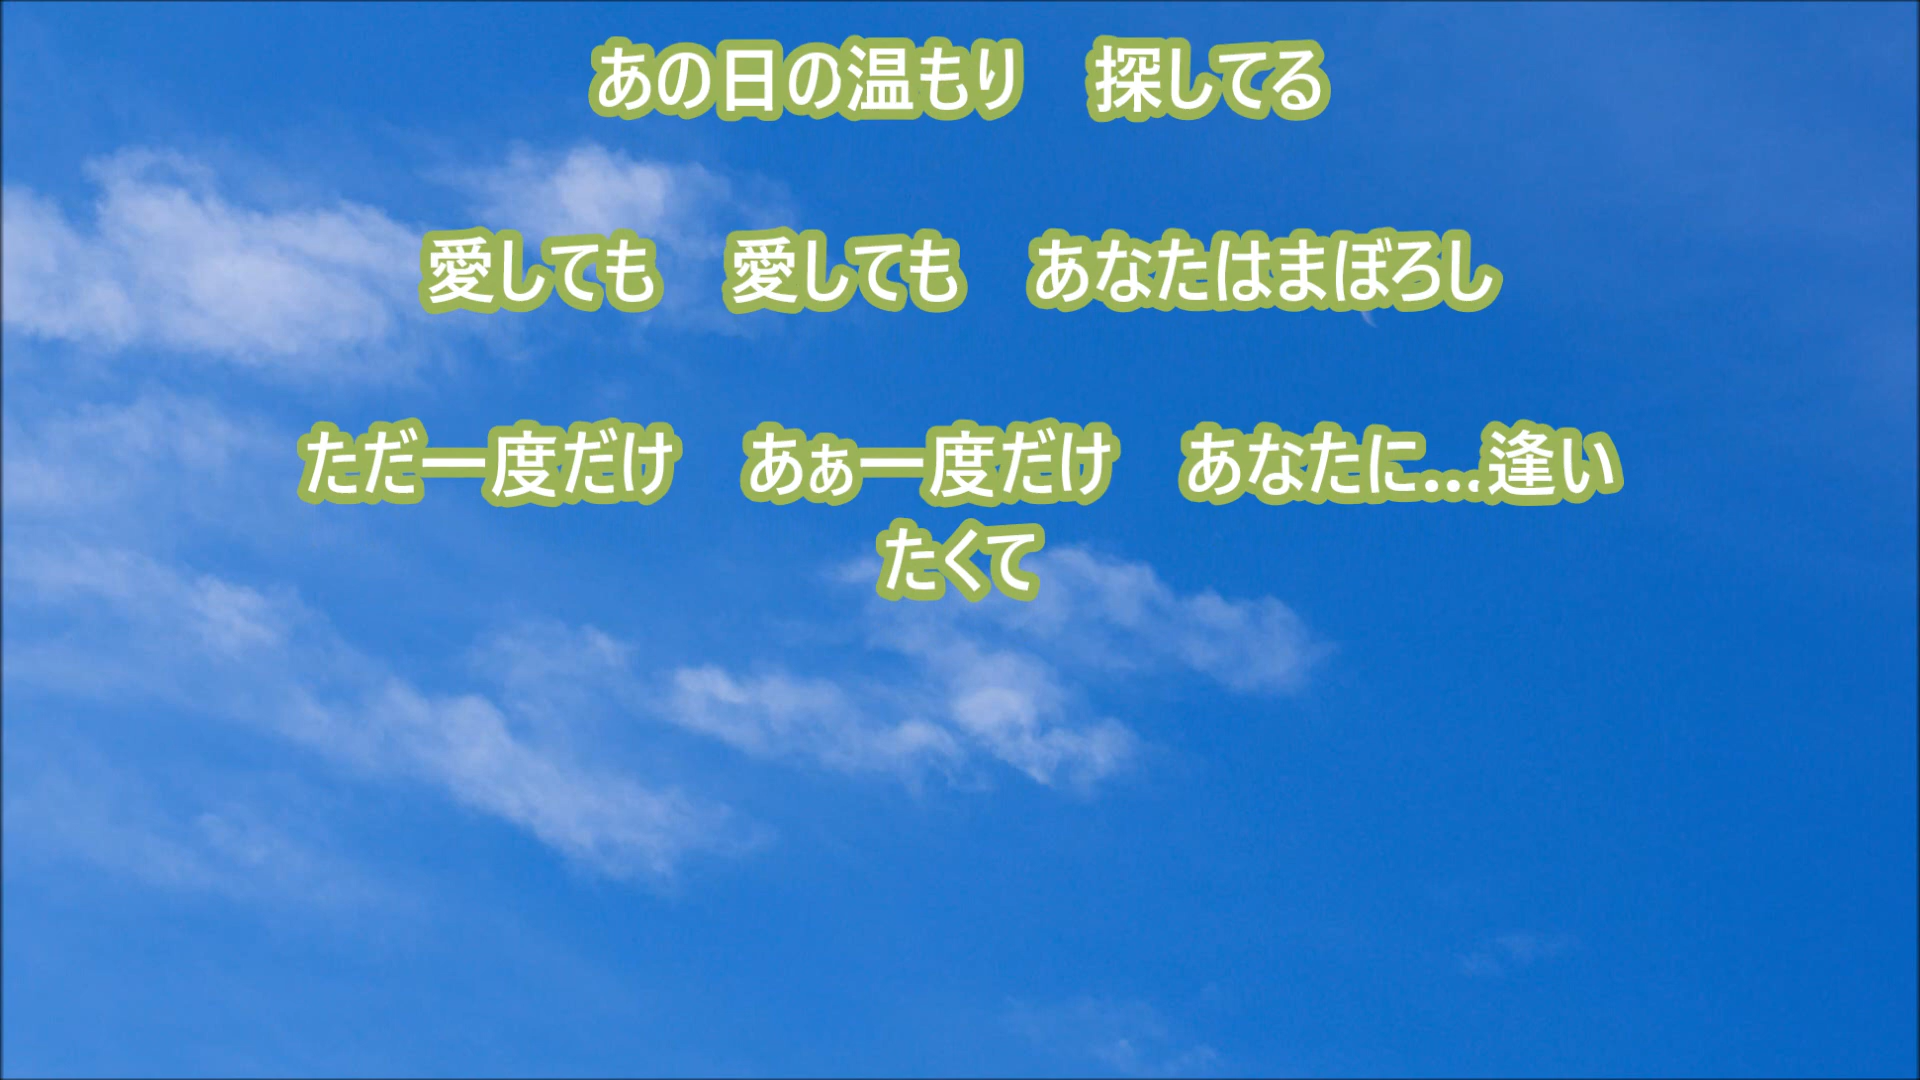 あの日の温もり　探してる
愛しても　愛しても　あなたはまぼろし
ただ一度だけ　あぁ一度だけ　あなたに…逢い
たくて